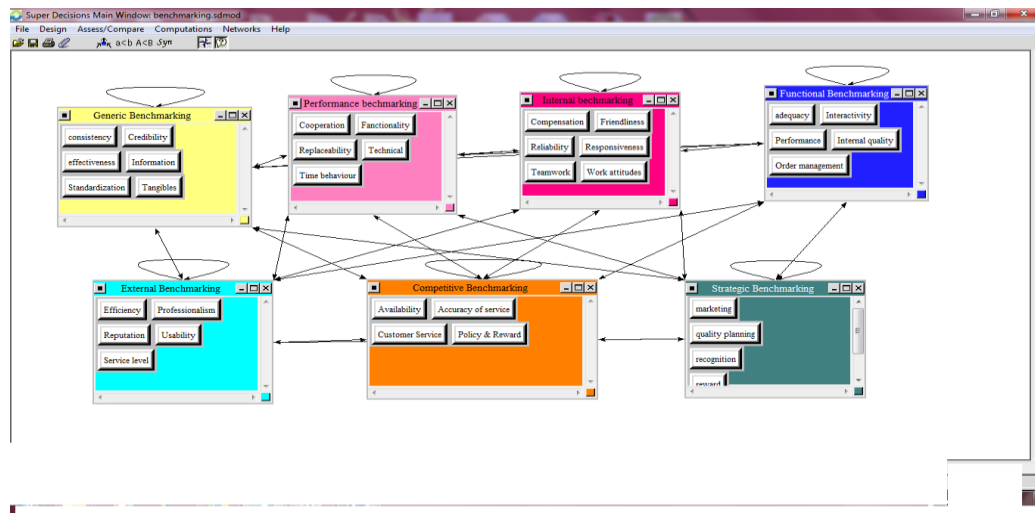 Super Decisions Main Window: benchmarking.sdmod
File Design Assess/Compare Computations Networks Help
a<b A<B Syn
Generic Benchmarking
consistency Credibility
effectiveness Information
Standardization Tangibles
Performance bechmarking
Cooperation Fanctionality
Replaceability Technical
Time behaviour
Internal bechmarking
Compensation Friendliness
Reliability Responsiveness
Teamwork Work attitudes
Functional Benchmarking
adequacy Interactivity
Performance Internal quality
Order management
External Benchmarking
Efficiency Professionalism
Reputation Usability
Service level
Competitive Benchmarking
Availability Accuracy of service
Customer Service Policy & Reward
Strategic Benchmarking
marketing
quality planning
recognition
reward